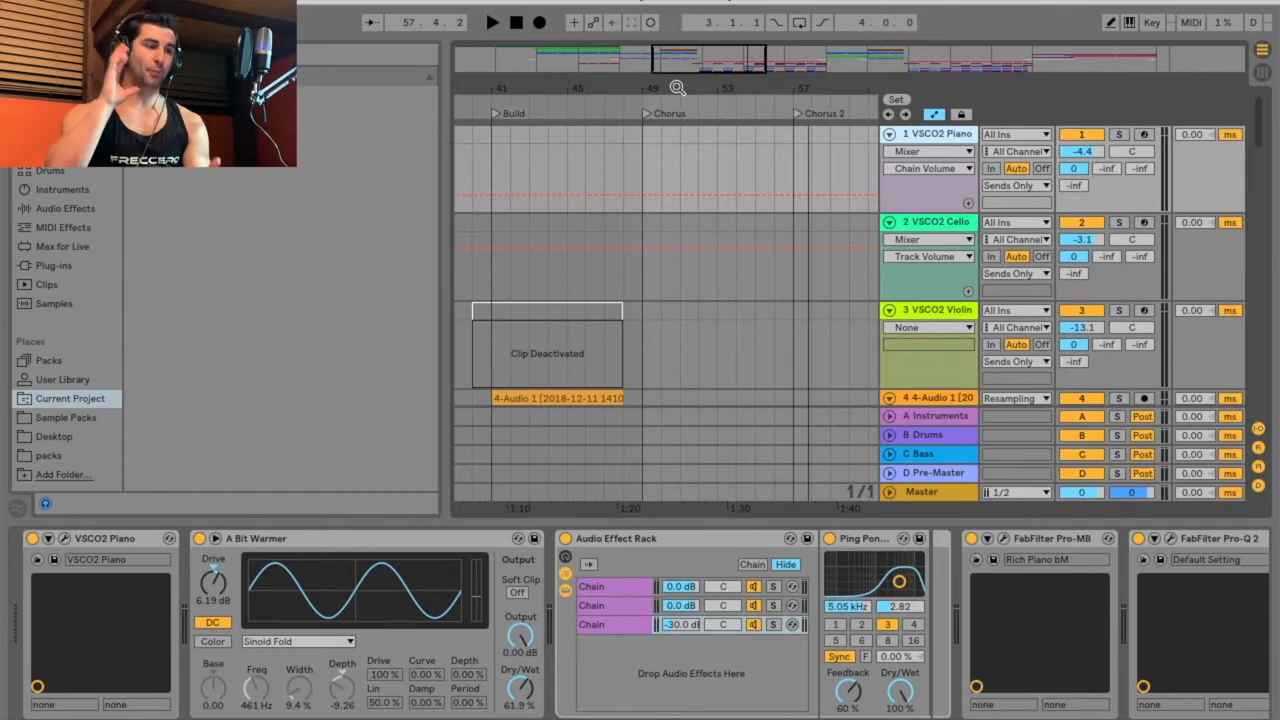 57. 4. 2
3. 1. 1
4. 0. 0
Key
MIDI
1 %
D
41
45
49
53
57
Set
Build
Chorus
Chorus 2
FRECCERO
1 VSCO2 Piano
All Ins
1
S
0.00
ms
Mixer
All Channel
-4.4
C
Chain Volume
In
Auto
Off
0
-inf
-inf
Sends Only
-inf
2 VSCO2 Cello
All Ins
2
S
0.00
ms
Mixer
All Channel
-3.1
C
Track Volume
In
Auto
Off
0
-inf
-inf
Sends Only
-inf
3 VSCO2 Violin
All Ins
3
S
0.00
ms
None
All Channel
-13.1
C
In
Auto
Off
0
-inf
-inf
Sends Only
-inf
Clip Deactivated
4-Audio 1 [2018-12-11 1410
4 4-Audio 1 [20
Resampling
4
S
0.00
ms
A Instruments
A
S
Post
0.00
ms
B Drums
B
S
Post
0.00
ms
C Bass
C
S
Post
0.00
ms
D Pre-Master
D
S
Post
0.00
ms
Master
1/2
0
0
0.00
ms
1/1
1:10
1:20
1:30
1:40
Drums
Instruments
Audio Effects
MIDI Effects
Max for Live
Plug-ins
Clips
Samples
Places
Packs
User Library
Current Project
Sample Packs
Desktop
packs
Add Folder...
VSCO2 Piano
VSCO2 Piano
none
none
A Bit Warmer
Drive
6.19 dB
DC
Color
Sinoid Fold
Base
0.00
Freq
461 Hz
Width
9.4 %
Depth
-9.26
Drive
100 %
Curve
0.00 %
Depth:
0.00 %
Lin
50.0 %
Damp
0.00 %
Period
0.00 %
Output
Soft Clip
Off
Output
0.00 dB
Dry/Wet
61.9 %
Audio Effect Rack
Chain
Hide
Chain
0.0 dB
C
S
Chain
0.0 dB
C
S
Chain
-30.0 dB
C
S
Drop Audio Effects Here
Ping Pon...
5.05 kHz
2.82
1
2
3
4
5
6
8
16
Sync
F
0.00 %
Feedback
60 %
Dry/Wet
100 %
FabFilter Pro-MB
Rich Piano bM
none
none
FabFilter Pro-Q 2
Default Setting
none
none